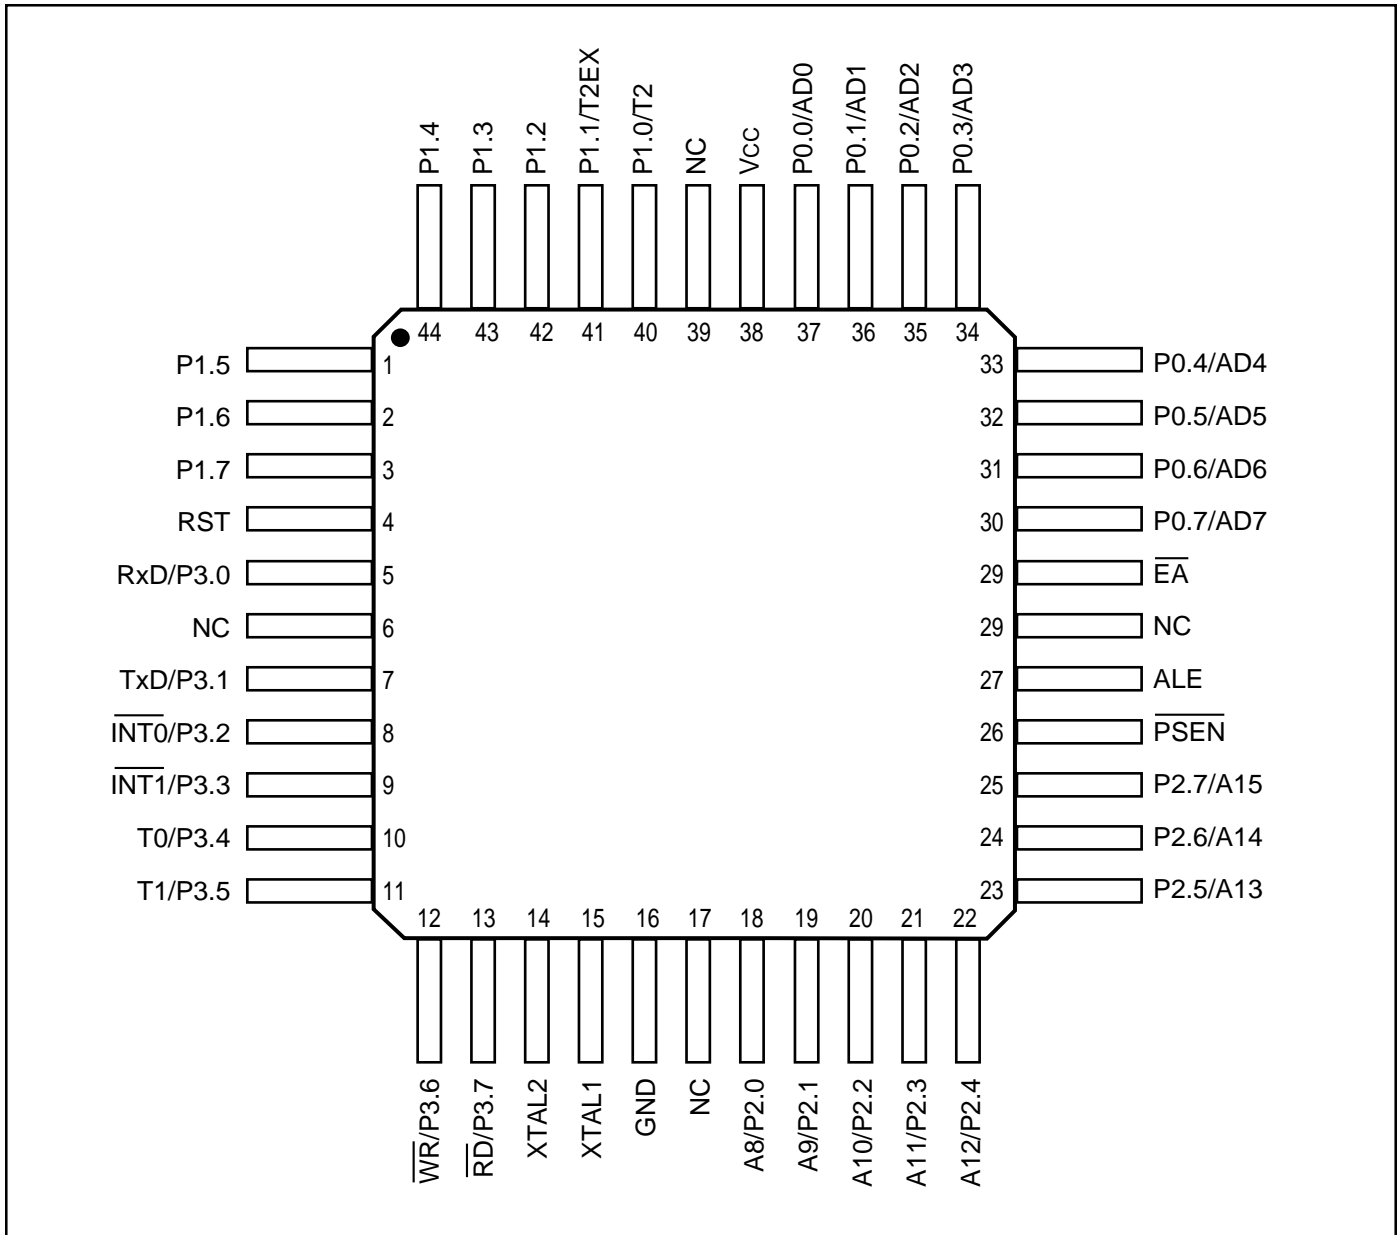 P1.4
P1.3
P1.2
P1.1/T2EX
P1.0/T2
NC
VCC
P0.0/AD0
P0.1/AD1
P0.2/AD2
P0.3/AD3
44 43 42 41 40 39 38 37 36 35 34
P1.5 1
P1.6 2
P1.7 3
RST 4
RxD/P3.0 5
NC 6
TxD/P3.1 7
INT0/P3.2 8
INT1/P3.3 9
T0/P3.4 10
T1/P3.5 11
33 P0.4/AD4
32 P0.5/AD5
31 P0.6/AD6
30 P0.7/AD7
29 EA
29 NC
27 ALE
26 PSEN
25 P2.7/A15
24 P2.6/A14
23 P2.5/A13
12 13 14 15 16 17 18 19 20 21 22
WR/P3.6
RD/P3.7
XTAL2
XTAL1
GND
NC
A8/P2.0
A9/P2.1
A10/P2.2
A11/P2.3
A12/P2.4